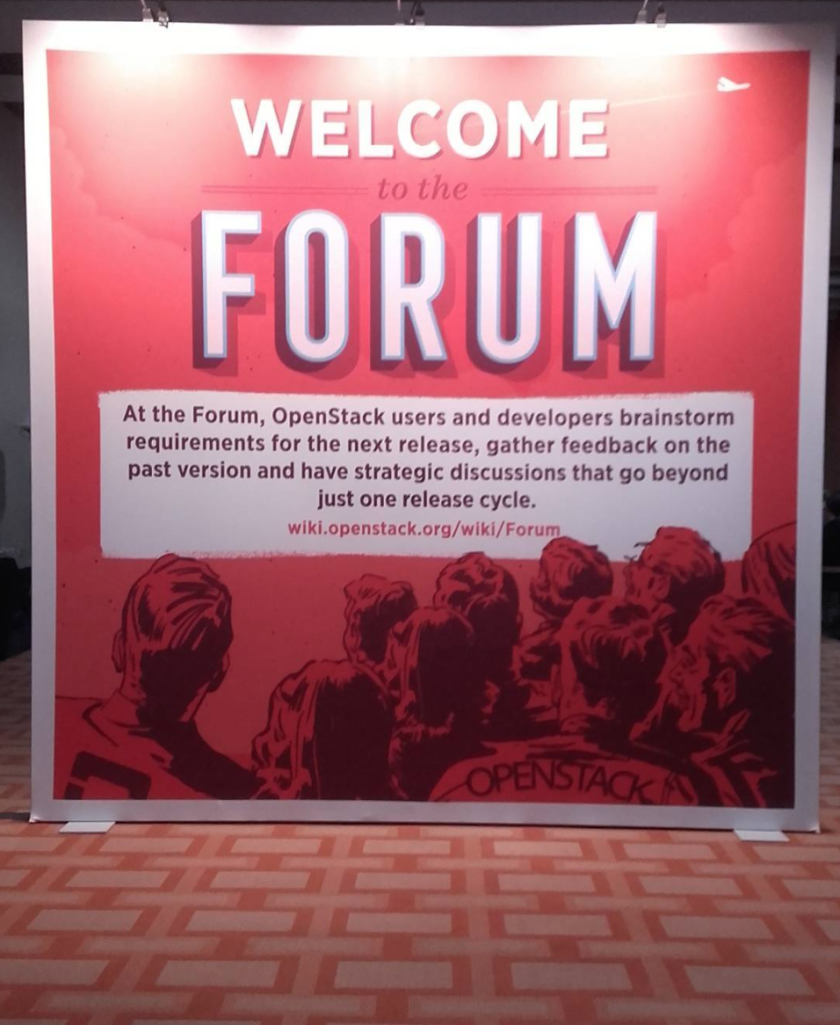 WELCOME
to the
FORUM
At the Forum, OpenStack users and developers brainstorm
requirements for the next release, gather feedback on the
past version and have strategic discussions that go beyond
just one release cycle.
wiki.openstack.org/wiki/Forum
OPENSTACK